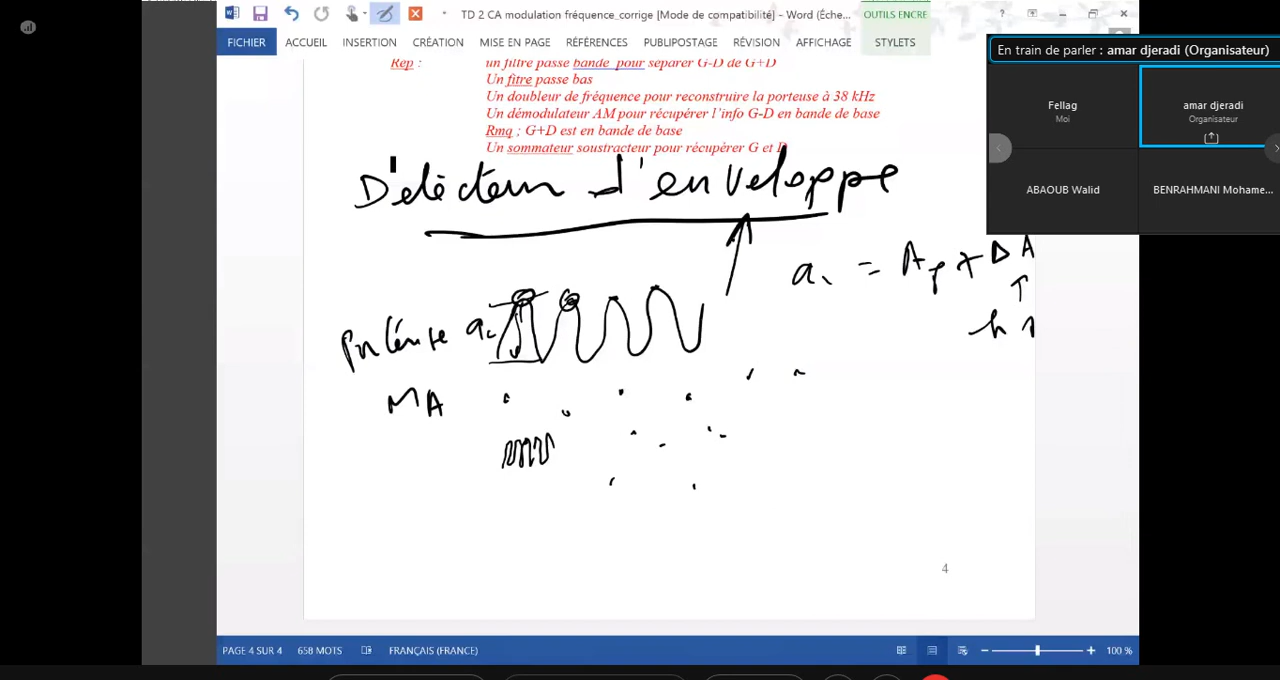 TD 2 CA modulation fréquence_corrige [Mode de compatibilité] - Word (Éche...
OUTILS ENCRE
FICHIER ACCUEIL INSERTION CRÉATION MISE EN PAGE RÉFÉRENCES PUBLIPOSTAGE RÉVISION AFFICHAGE STYLETS
En train de parler : amar djeradi (Organisateur)
Fellag
Moi
amar djeradi
Organisateur
ABAOUB Walid
BENRAHMANI Mohame...
Rep : un filtre passe bande pour séparer G-D de G+D
Un fitre passe bas
Un doubleur de fréquence pour reconstruire la porteuse à 38 kHz
Un démodulateur AM pour récupérer l'info G-D en bande de base
Rmq ; G+D est en bande de base
Un sommateur soustracteur pour récupérer G et D
Détecteur d'enveloppe
Porteuse
MA
4
PAGE 4 SUR 4 658 MOTS FRANÇAIS (FRANCE) 100 %